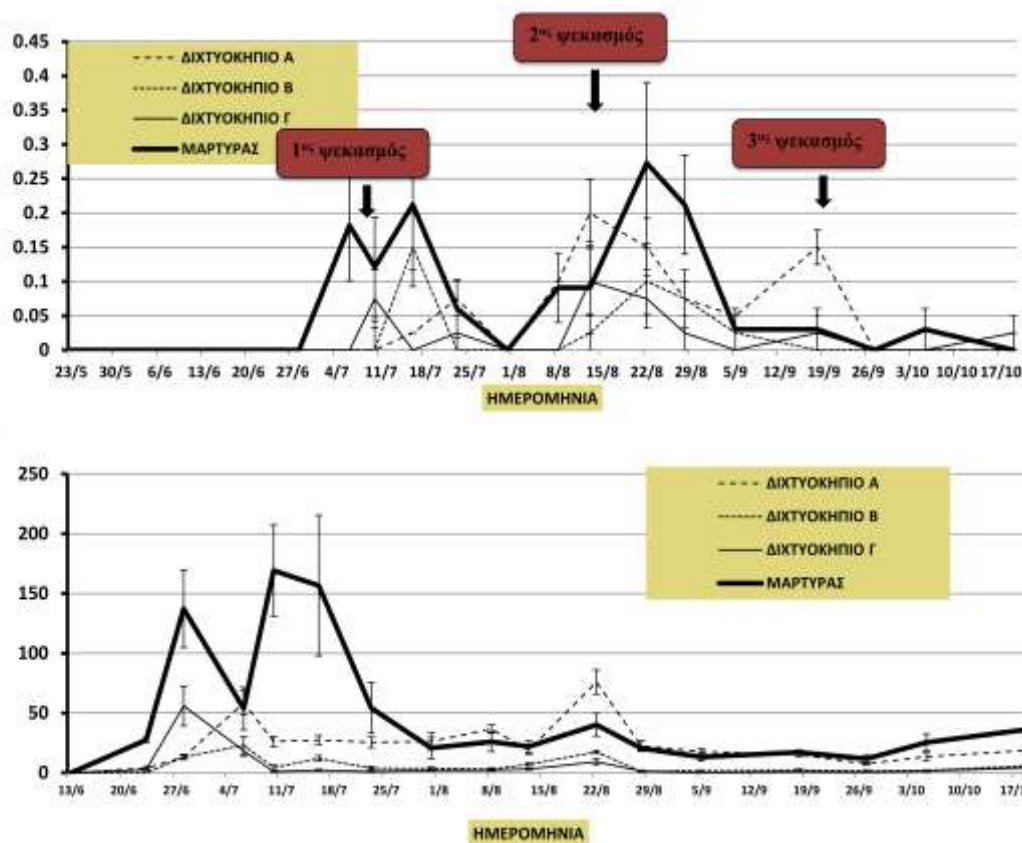 2ος ψεκασμός
0.45
ΔΙΧΤΥΟΚΗΠΙΟ Α
0.4
ΔΙΧΤΥΟΚΗΠΙΟ Β
0.35
ΔΙΧΤΥΟΚΗΠΙΟ Γ
0.3
ΜΑΡΤΥΡΑΣ
1ος ψεκασμός
3ος ψεκασμός
0.25
0.2
0.15
0.1
0.05
0
23/5 30/5 6/6 13/6 20/6 27/6 4/7 11/7 18/7 25/7 1/8 8/8 15/8 22/8 29/8 5/9 12/9 19/9 26/9 3/10 10/10 17/10
ΗΜΕΡΟΜΗΝΙΑ
250
ΔΙΧΤΥΟΚΗΠΙΟ Α
200
ΔΙΧΤΥΟΚΗΠΙΟ Β
ΔΙΧΤΥΟΚΗΠΙΟ Γ
150
ΜΑΡΤΥΡΑΣ
100
50
0
13/6 20/6 27/6 4/7 11/7 18/7 25/7 1/8 8/8 15/8 22/8 29/8 5/9 12/9 19/9 26/9 3/10 10/10
ΗΜΕΡΟΜΗΝΙΑ